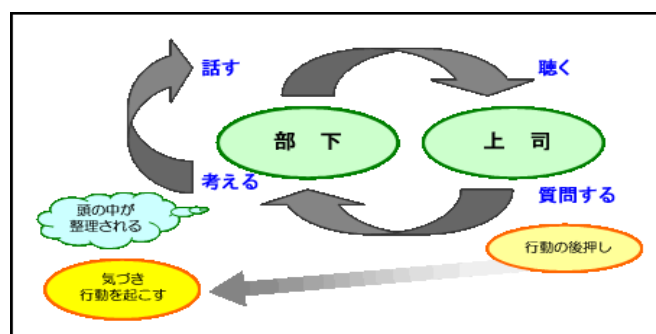 話す
聴く
部 下
上 司
考える
質問する
頭の中が
整理される
行動の後押し
気づき
行動を起こす